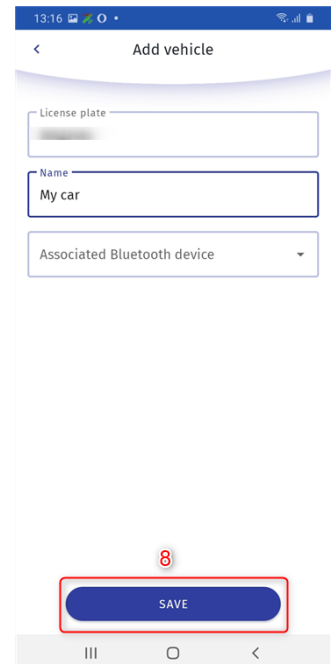 13:16
Add vehicle
License plate
Name
My car
Associated Bluetooth device
8
SAVE